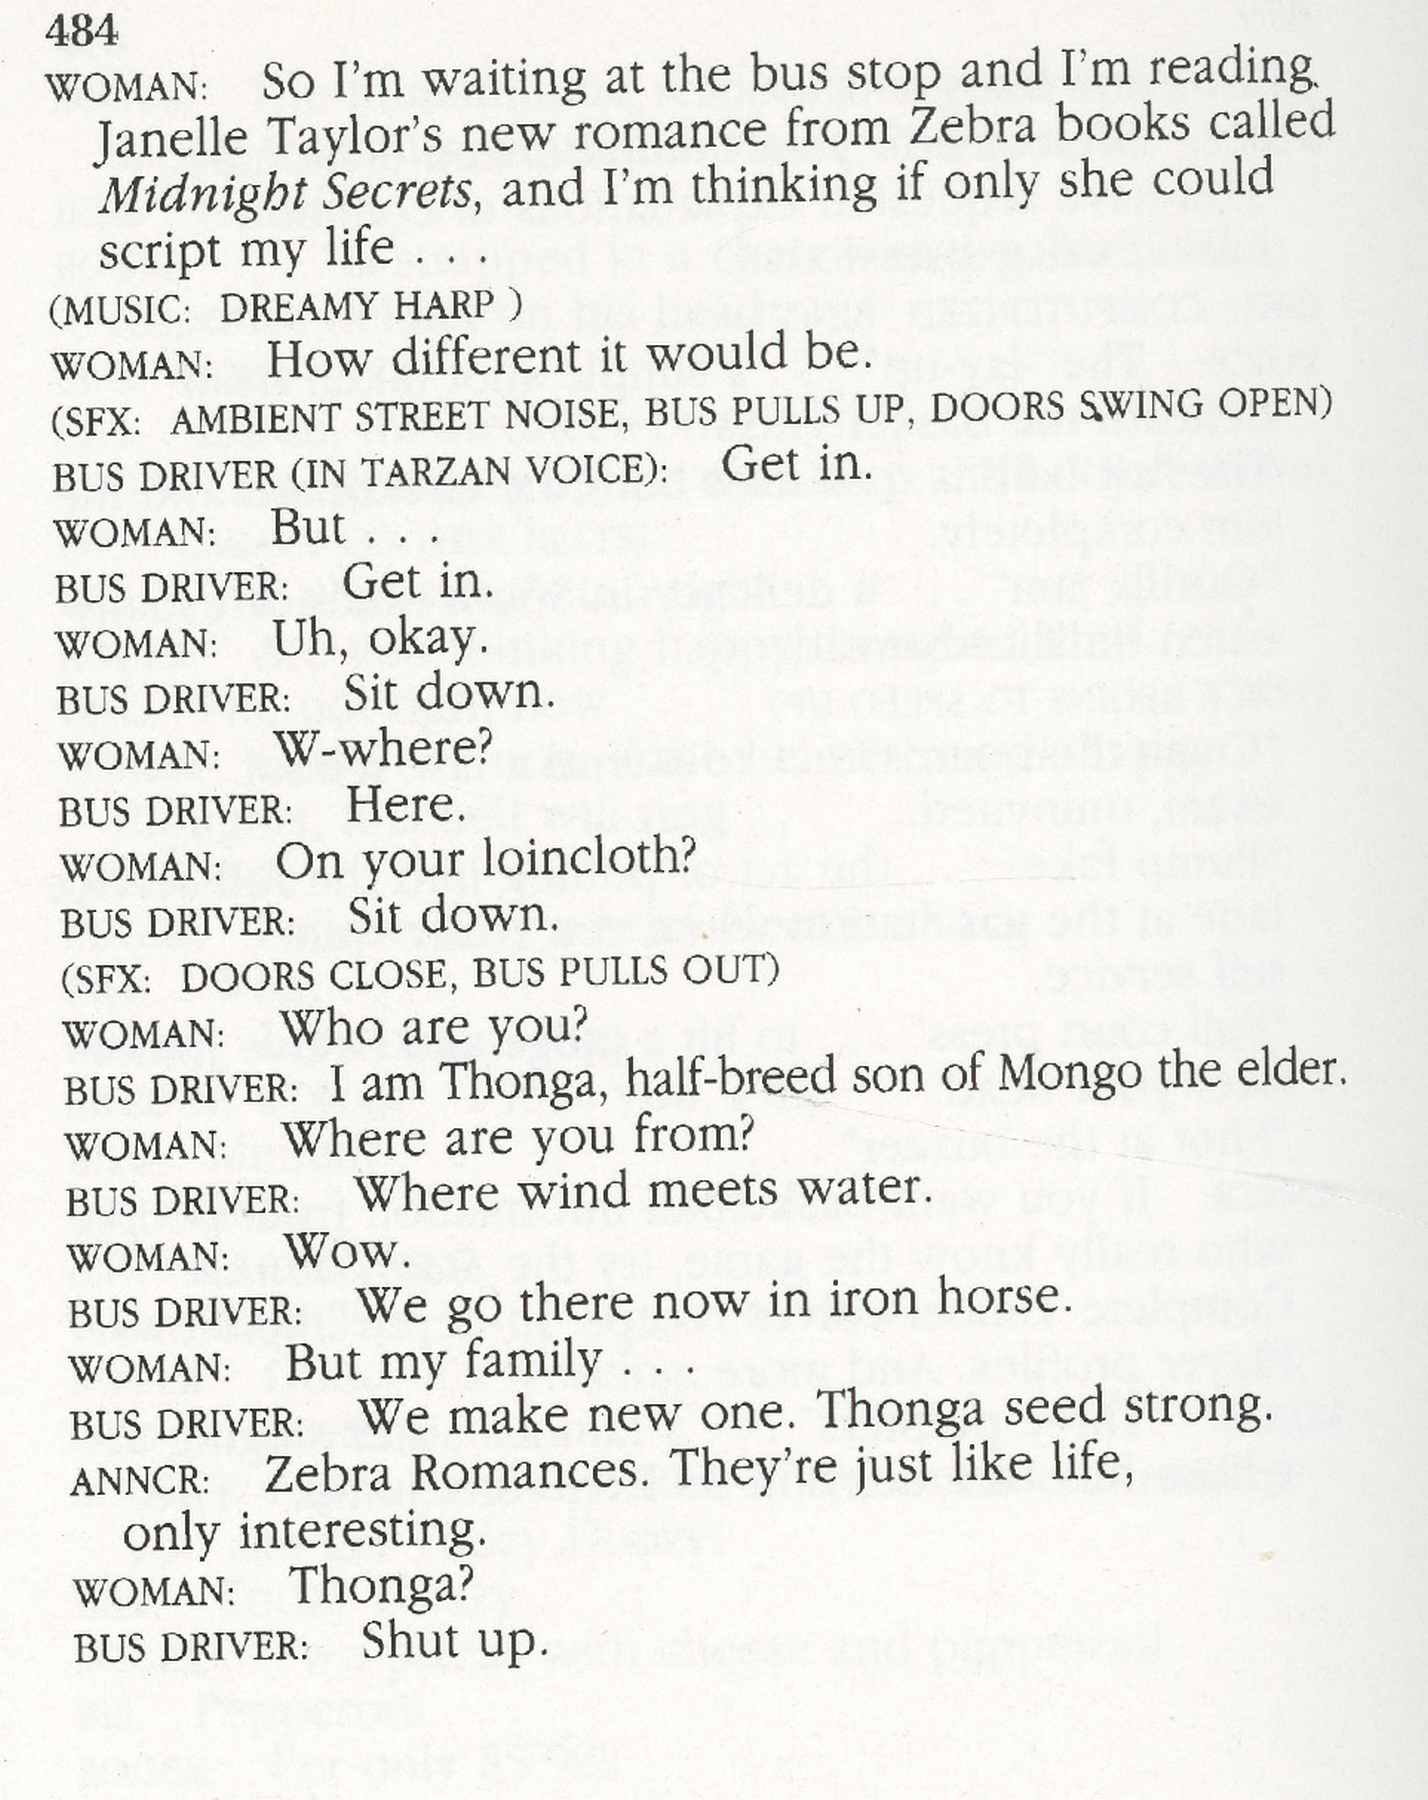 484
WOMAN: So I'm waiting at the bus stop and I'm reading
Janelle Taylor's new romance from Zebra books called
Midnight Secrets, and I'm thinking if only she could
script my life . . .
(MUSIC: DREAMY HARP )
WOMAN: How different it would be.
(SFX: AMBIENT STREET NOISE, BUS PULLS UP, DOORS SWING OPEN)
BUS DRIVER (IN TARZAN VOICE): Get in.
WOMAN: But . . .
BUS DRIVER: Get in.
WOMAN: Uh, okay.
BUS DRIVER: Sit down.
WOMAN: W-where?
BUS DRIVER: Here.
WOMAN: On your loincloth?
BUS DRIVER: Sit down.
(SFX: DOORS CLOSE, BUS PULLS OUT)
WOMAN: Who are you?
BUS DRIVER: I am Thonga, half-breed son of Mongo the elder.
WOMAN: Where are you from?
BUS DRIVER: Where wind meets water.
WOMAN: Wow.
BUS DRIVER: We go there now in iron horse.
WOMAN: But my family . . .
BUS DRIVER: We make new one. Thonga seed strong.
ANNCR: Zebra Romances. They're just like life,
only interesting.
WOMAN: Thonga?
BUS DRIVER: Shut up.